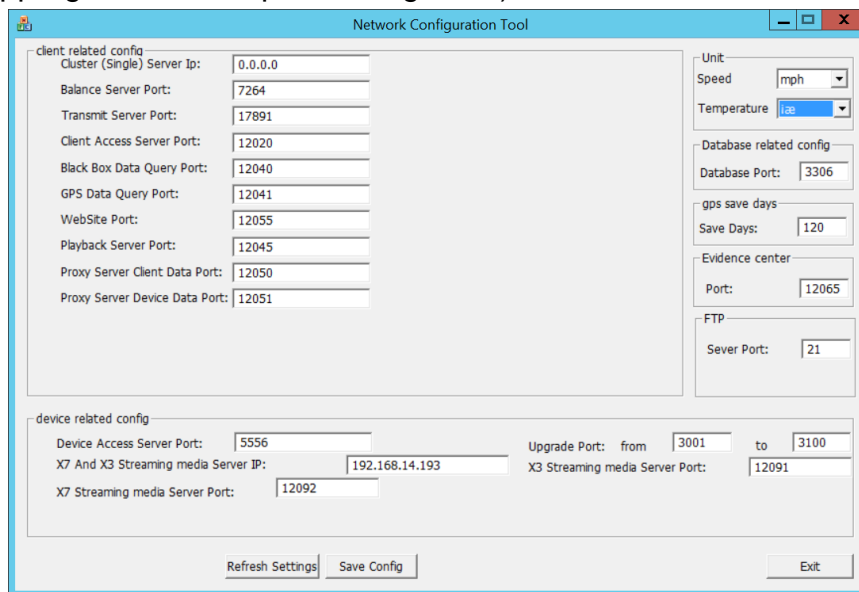 Network Configuration Tool
client related config
Cluster (Single) Server Ip: 0.0.0.0
Balance Server Port: 7264
Transmit Server Port: 17891
Client Access Server Port: 12020
Black Box Data Query Port: 12040
GPS Data Query Port: 12041
WebSite Port: 12055
Playback Server Port: 12045
Proxy Server Client Data Port: 12050
Proxy Server Device Data Port: 12051
Unit
Speed mph
Temperature ¡æ
Database related config
Database Port: 3306
gps save days
Save Days: 120
Evidence center
Port: 12065
FTP
Sever Port: 21
device related config
Device Access Server Port: 5556
Upgrade Port: from 3001 to 3100
X7 And X3 Streaming media Server IP: 192.168.14.193
X3 Streaming media Server Port: 12091
X7 Streaming media Server Port: 12092
Refresh Settings Save Config Exit